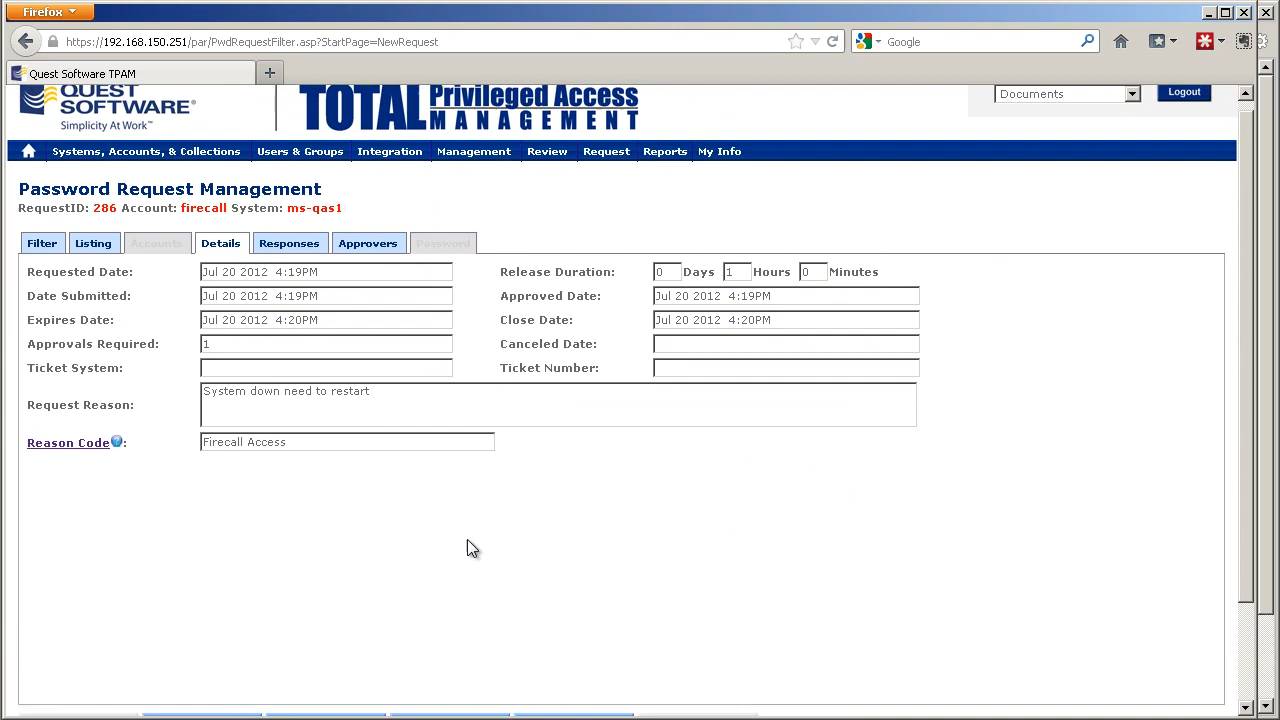 Firefox
https://192.168.150.251/par/PwdRequestFilter.asp?StartPage=NewRequest
Google
Quest Software TPAM
QUEST SOFTWARE™
Simplicity At Work™
TOTAL Privileged Access MANAGEMENT
Documents
Logout
Systems, Accounts, & Collections Users & Groups Integration Management Review Request Reports My Info
Password Request Management
RequestID: 286 Account: firecall System: ms-qas1
Filter Listing Accounts Details Responses Approvers Password
Requested Date: Jul 20 2012 4:19PM Release Duration: 0 Days 1 Hours 0 Minutes
Date Submitted: Jul 20 2012 4:19PM Approved Date: Jul 20 2012 4:19PM
Expires Date: Jul 20 2012 4:20PM Close Date: Jul 20 2012 4:20PM
Approvals Required: 1 Canceled Date:
Ticket System: Ticket Number:
Request Reason: System down need to restart
Reason Code?: Firecall Access